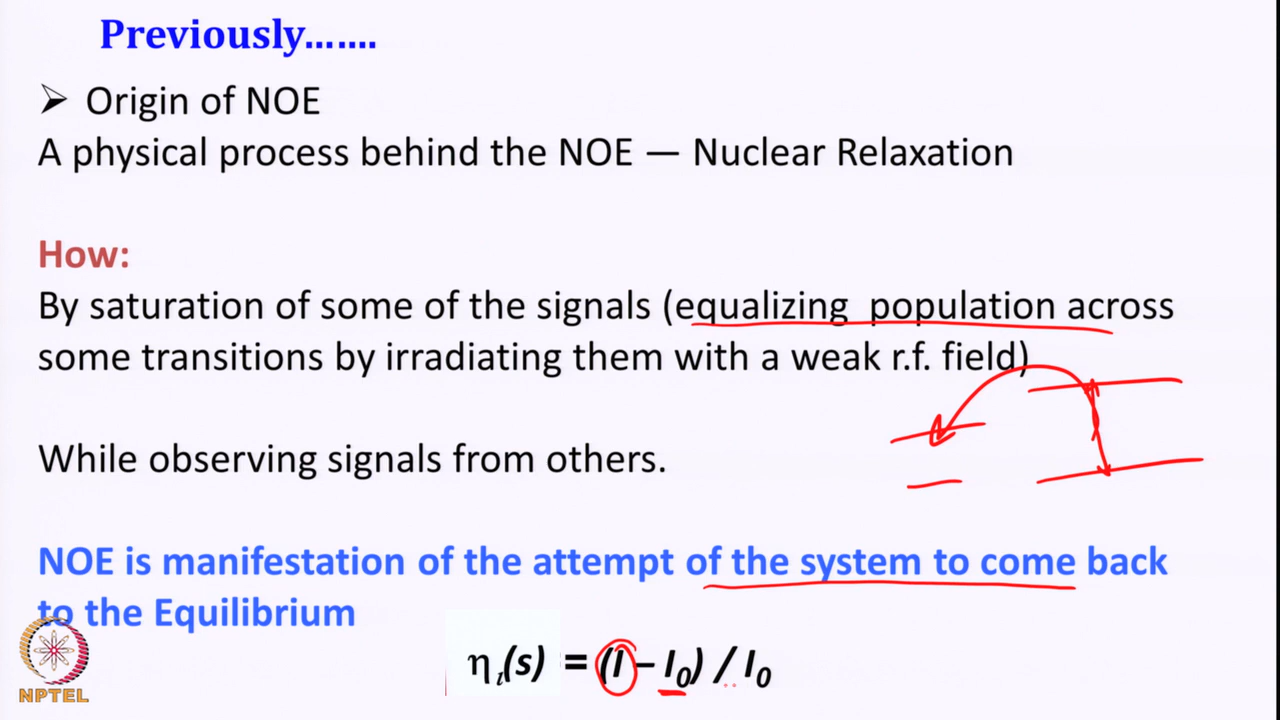 Previously.......
➢ Origin of NOE
A physical process behind the NOE — Nuclear Relaxation
How:
By saturation of some of the signals (equalizing population across
some transitions by irradiating them with a weak r.f. field)
While observing signals from others.
NOE is manifestation of the attempt of the system to come back
to the Equilibrium
η𝑖(s) = (I – I₀) / I₀
NPTEL